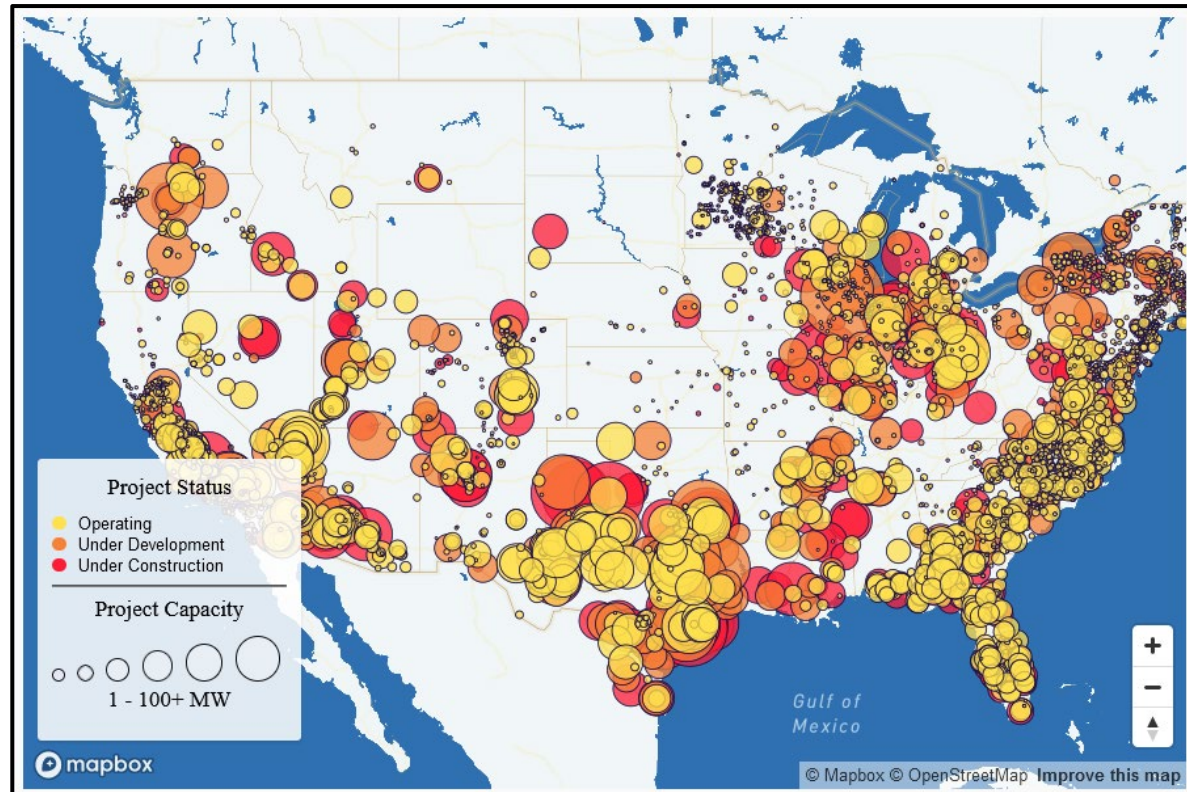 Project Status
Operating
Under Development
Under Construction
Project Capacity
1 - 100+ MW
Gulf of
Mexico
+
−
mapbox
© Mapbox © OpenStreetMap Improve this map